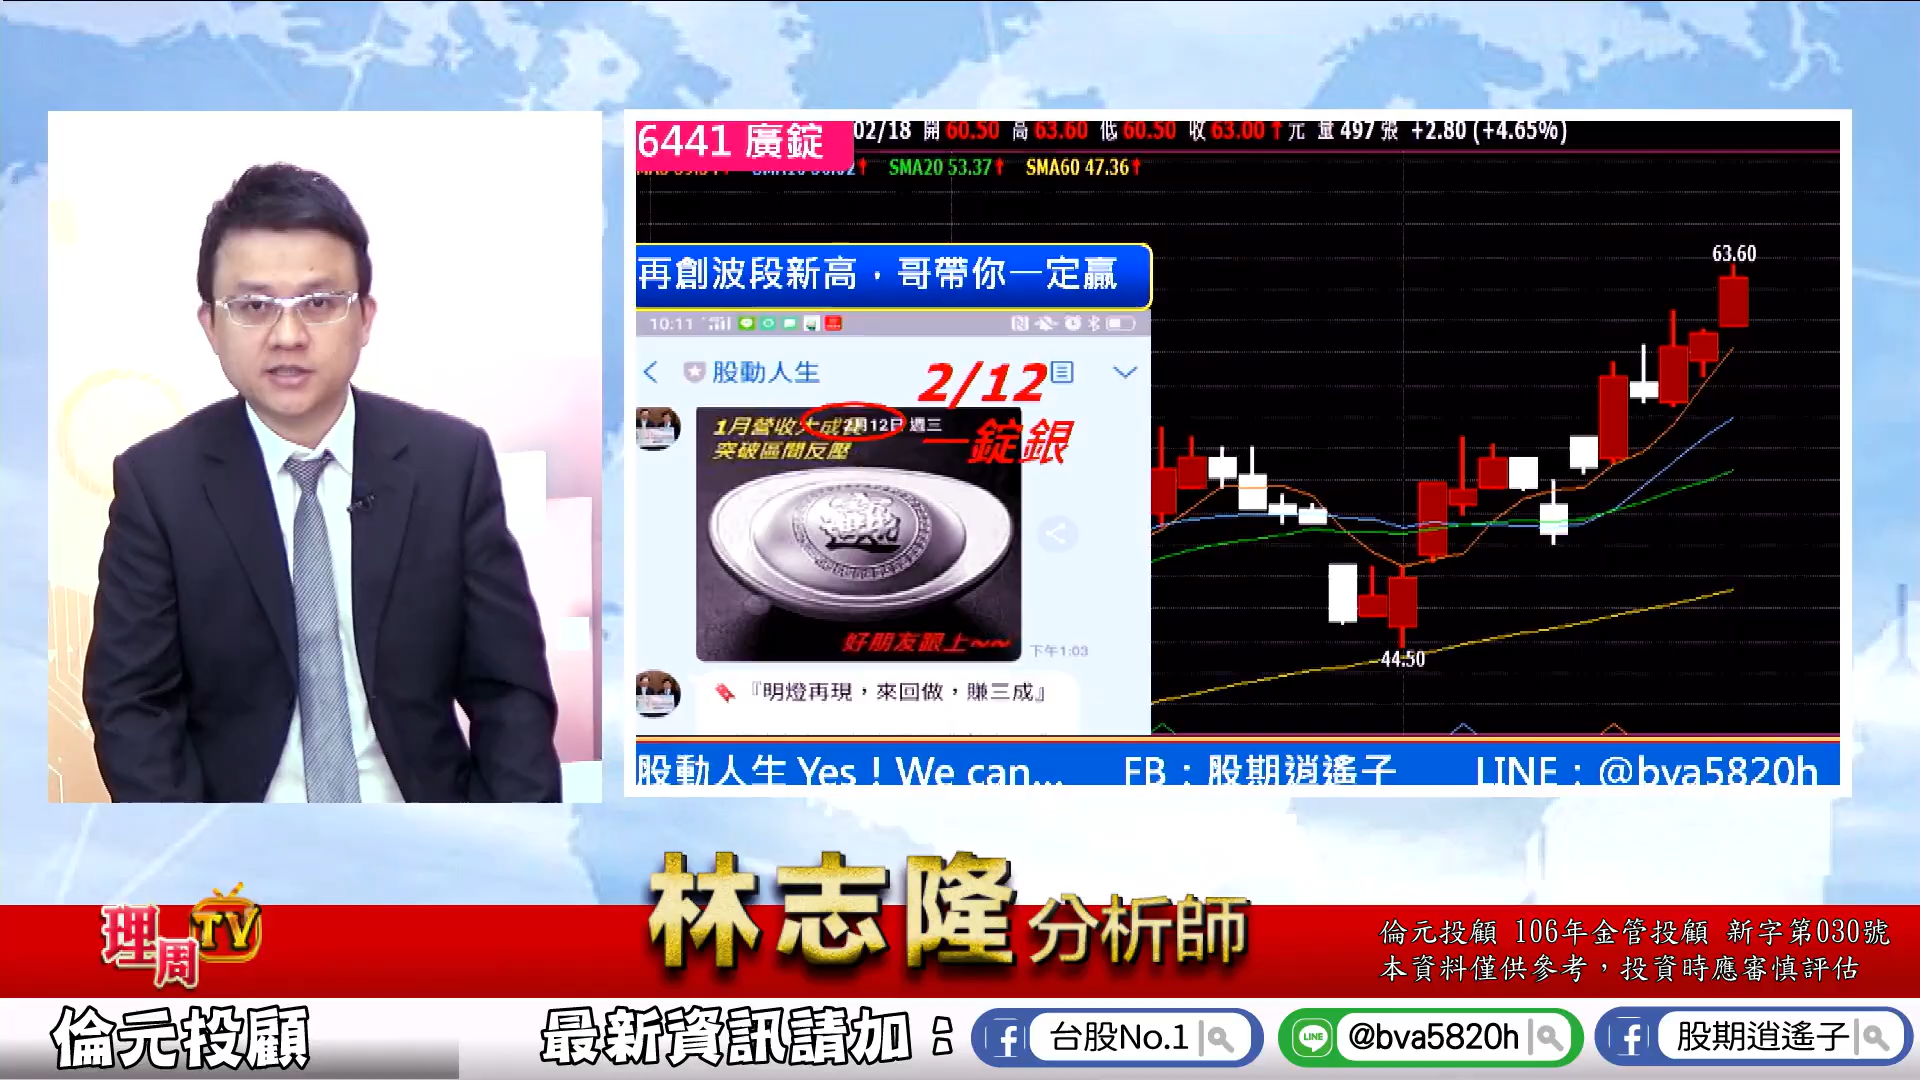 6441 廣錠
02/18 開 60.50 高 63.60 低 60.50 收 63.00↑元 量 497 張 +2.80 (+4.65%)
SMA20 53.37↑ SMA60 47.36↑
63.60
再創波段新高，哥帶你一定贏
10:11
股動人生
2/12
1月營收大成長
2月12日 週三
突破區間反壓
一錠銀
好朋友跟上~~
下午1:03
44.50
『明燈再現，來回做，賺三成』
股動人生 Yes！We can... FB：股期逍遙子 LINE：@bva5820h
林志隆 分析師
理周TV
倫元投顧 106年金管投顧 新字第030號
本資料僅供參考，投資時應審慎評估
倫元投顧
最新資訊請加：
台股No.1
LINE
@bva5820h
股期逍遙子